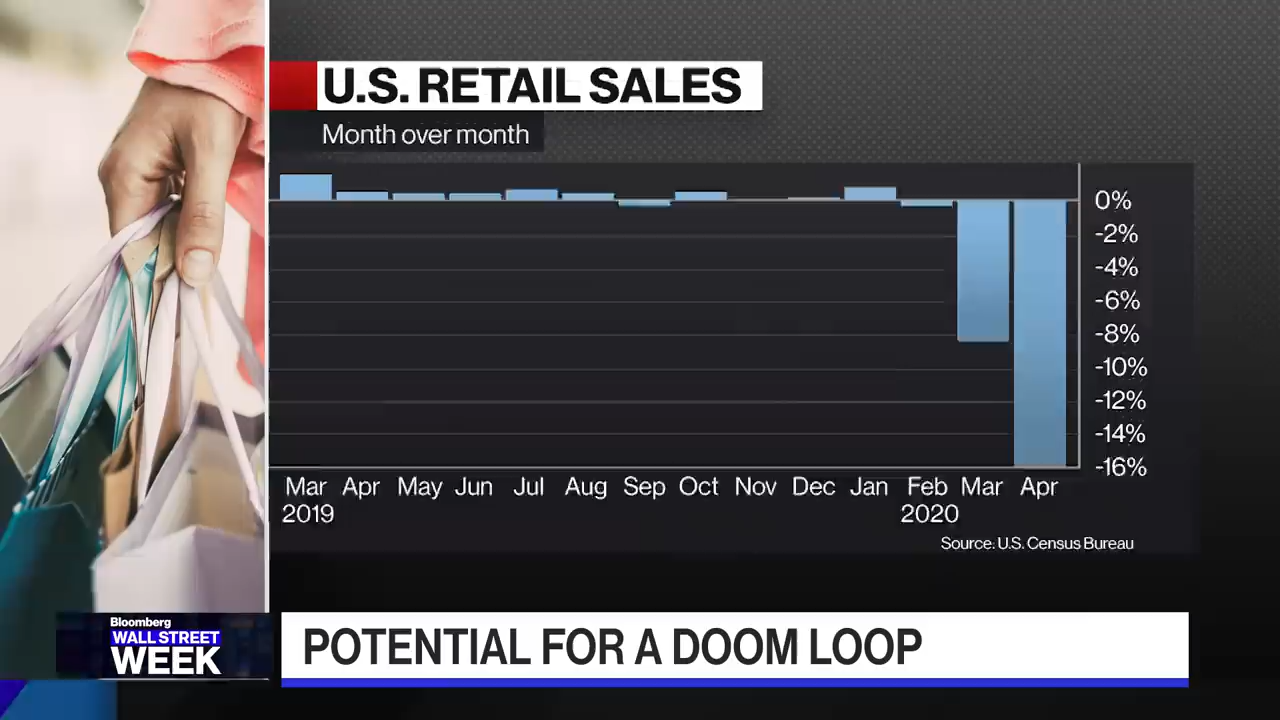 U.S. RETAIL SALES
Month over month
0%
-2%
-4%
-6%
-8%
-10%
-12%
-14%
-16%
Mar Apr May Jun Jul Aug Sep Oct Nov Dec Jan Feb Mar Apr
2019 2020
Source: U.S. Census Bureau
Bloomberg
WALL STREET
WEEK
POTENTIAL FOR A DOOM LOOP